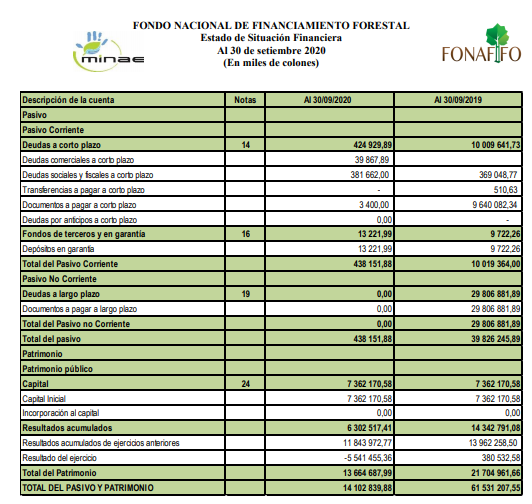 FONDO NACIONAL DE FINANCIAMIENTO FORESTAL
Estado de Situación Financiera
Al 30 de setiembre 2020
(En miles de colones)
minae
FONAFIFO
Descripción de la cuenta Notas Al 30/09/2020 Al 30/09/2019
Pasivo
Pasivo Corriente
Deudas a corto plazo 14 424 929,89 10 009 641,73
Deudas comerciales a corto plazo 39 867,89
Deudas sociales y fiscales a corto plazo 381 662,00 369 048,77
Transferencias a pagar a corto plazo - 510,63
Documentos a pagar a corto plazo 3 400,00 9 640 082,34
Deudas por anticipos a corto plazo 0,00 -
Fondos de terceros y en garantía 16 13 221,99 9 722,26
Depósitos en garantía 13 221,99 9 722,26
Total del Pasivo Corriente 438 151,88 10 019 364,00
Pasivo No Corriente
Deudas a largo plazo 19 0,00 29 806 881,89
Documentos a pagar a largo plazo 0,00 29 806 881,89
Total del Pasivo no Corriente 0,00 29 806 881,89
Total del pasivo 438 151,88 39 826 245,89
Patrimonio
Patrimonio público
Capital 24 7 362 170,58 7 362 170,58
Capital Inicial 7 362 170,58 7 362 170,58
Incorporación al capital 0,00 0,00
Resultados acumulados 6 302 517,41 14 342 791,08
Resultados acumulados de ejercicios anteriores 11 843 972,77 13 962 258,50
Resultado del ejercicio -5 541 455,36 380 532,58
Total del Patrimonio 13 664 687,99 21 704 961,66
TOTAL DEL PASIVO Y PATRIMONIO 14 102 839,88 61 531 207,55